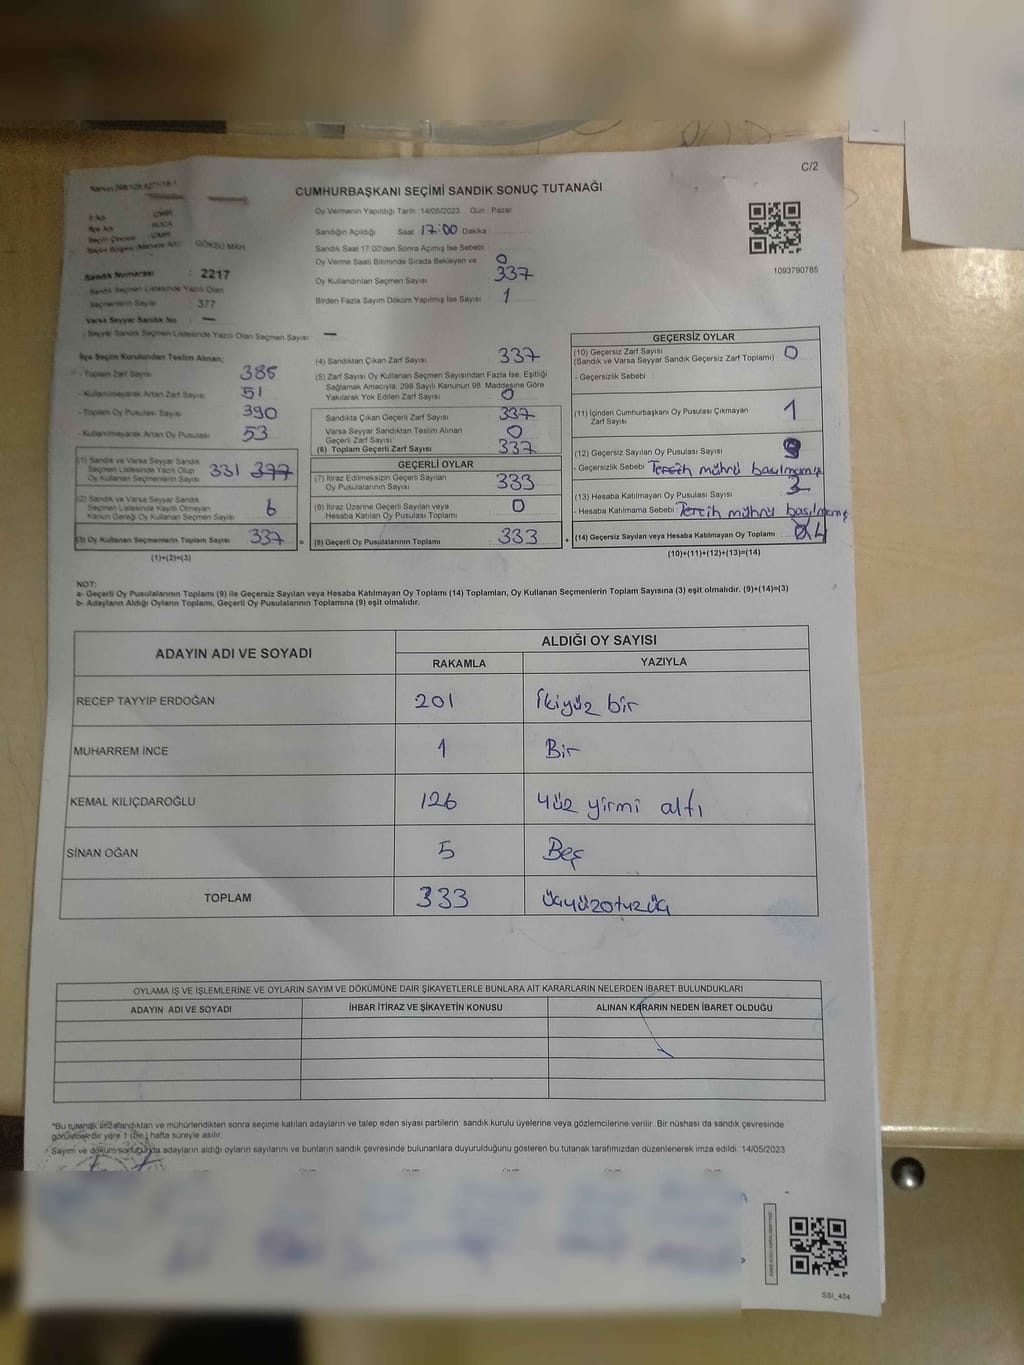 C/2
CUMHURBAŞKANI SEÇİMİ SANDIK SONUÇ TUTANAĞI
Oy Vermenin Yapıldığı Tarih 14/05/2023 Gün Pazar
İZMİR
BUCA
İZMİR
GÖKSU MAH
Sandığın Açıldığı Saat 17:00 Dakika
Sandık Saat 17:00'den Sonra Açımış İse Sebebi
Oy Verme Saati Bitiminde Sırada Bekleyen ve 0
Oy Kullandırılan Seçmen Sayısı 337
Birden Fazla Sayım Döküm Yapılmış İse Sayısı 1
1093790785
Sandık Numarası : 2217
Sandık Seçmen Listesinde Yazılı Olan
Seçmenlerin Sayısı : 377
Varsa Seyyar Sandık No : —
Seyyar Sandık Seçmen Listesinde Yazılı Olan Seçmen Sayısı: —
İlçe Seçim Kurulundan Teslim Alınan;
- Toplam Zarf Sayısı 388
- Kullanılmayarak Artan Zarf Sayısı 51
- Toplam Oy Pusulası Sayısı 390
- Kullanılmayarak Artan Oy Pusulası 53
(1) Sandık ve Varsa Seyyar Sandık
Seçmen Listesinde Yazılı Olup
Oy Kullanan Seçmenlerin Sayısı 331 377
(2) Sandık ve Varsa Seyyar Sandık
Seçmen Listesinde Kayıtlı Olmayan
Kanun Gereği Oy Kullanan Seçmen Sayısı 6
(3) Oy Kullanan Seçmenlerin Toplam Sayısı 337 =
(1)+(2)=(3)
(4) Sandıktan Çıkan Zarf Sayısı 337
(5) Zarf Sayısı Oy Kullanan Seçmen Sayısından Fazla İse, Eşitliği
Sağlamak Amacıyla, 298 Sayılı Kanunun 98. Maddesine Göre
Yakılarak Yok Edilen Zarf Sayısı 0
Sandıkta Çıkan Geçerli Zarf Sayısı 337
Varsa Seyyar Sandıktan Teslim Alınan
Geçerli Zarf Sayısı 0
(6) Toplam Geçerli Zarf Sayısı 337
GEÇERLİ OYLAR
(7) İtiraz Edilmeksizin Geçerli Sayılan
Oy Pusulalarının Sayısı 333
(8) İtiraz Üzerine Geçerli Sayılan veya
Hesaba Katılan Oy Pusulası Toplamı 0
(9) Geçerli Oy Pusulalarının Toplamı 333 +
GEÇERSİZ OYLAR
(10) Geçersiz Zarf Sayısı 0
(Sandık ve Varsa Seyyar Sandık Geçersiz Zarf Toplamı)
- Geçersizlik Sebebi
(11) İçinden Cumhurbaşkanı Oy Pusulası Çıkmayan
Zarf Sayısı 1
(12) Geçersiz Sayılan Oy Pusulası Sayısı
- Geçersizlik Sebebi Tercih mührü basılmamış
(13) Hesaba Katılmayan Oy Pusulası Sayısı 3
- Hesaba Katılmama Sebebi Tercih mührü basılmamış
(14) Geçersiz Sayılan veya Hesaba Katılmayan Oy Toplamı 4
(10)+(11)+(12)+(13)=(14)
NOT:
a- Geçerli Oy Pusulalarının Toplamı (9) ile Geçersiz Sayılan veya Hesaba Katılmayan Oy Toplamı (14) Toplamları, Oy Kullanan Seçmenlerin Toplam Sayısına (3) eşit olmalıdır. (9)+(14)=(3)
b- Adayların Aldığı Oyların Toplamı, Geçerli Oy Pusulalarının Toplamına (9) eşit olmalıdır.
ADAYIN ADI VE SOYADI
ALDIĞI OY SAYISI
RAKAMLA YAZIYLA
RECEP TAYYİP ERDOĞAN 201 İkiyüz bir
MUHARREM İNCE 1 Bir
KEMAL KILIÇDAROĞLU 126 Yüz yirmi altı
SİNAN OĞAN 5 Beş
TOPLAM 333 üçyüzotuzüç
OYLAMA İŞ VE İŞLEMLERİNE VE OYLARIN SAYIM VE DÖKÜMÜNE DAİR ŞİKAYETLERLE BUNLARA AİT KARARLARIN NELERDEN İBARET BULUNDUKLARI
ADAYIN ADI VE SOYADI İHBAR İTİRAZ VE ŞİKAYETİN KONUSU ALINAN KARARIN NEDEN İBARET OLDUĞU
*Bu tutanak imzalandıktan ve mühürlendikten sonra seçime katılan adayların ve talep eden siyasi partilerin sandık kurulu üyelerine veya gözlemcilerine verilir. Bir nüshası da sandık çevresinde
görülebilen bir yere 1 (bir) hafta süreyle asılır.
Sayım ve döküm sonucunda adayların aldığı oyların sayılarını ve bunların sandık çevresinde bulunanlara duyurulduğunu gösteren bu tutanak tarafımızdan düzenlenerek imza edildi. 14/05/2023
SSI_404